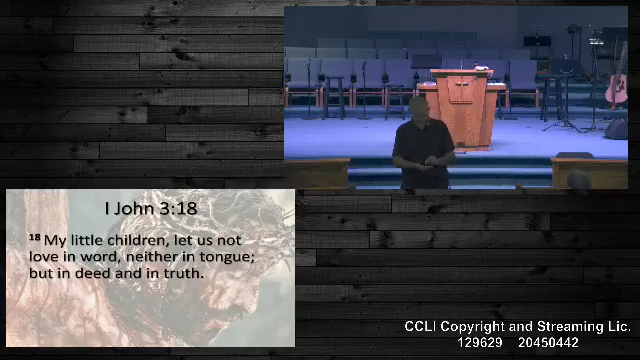 I John 3:18
18 My little children, let us not
love in word, neither in tongue;
but in deed and in truth.
CCLI Copyright and Streaming Lic.
129629 20450442